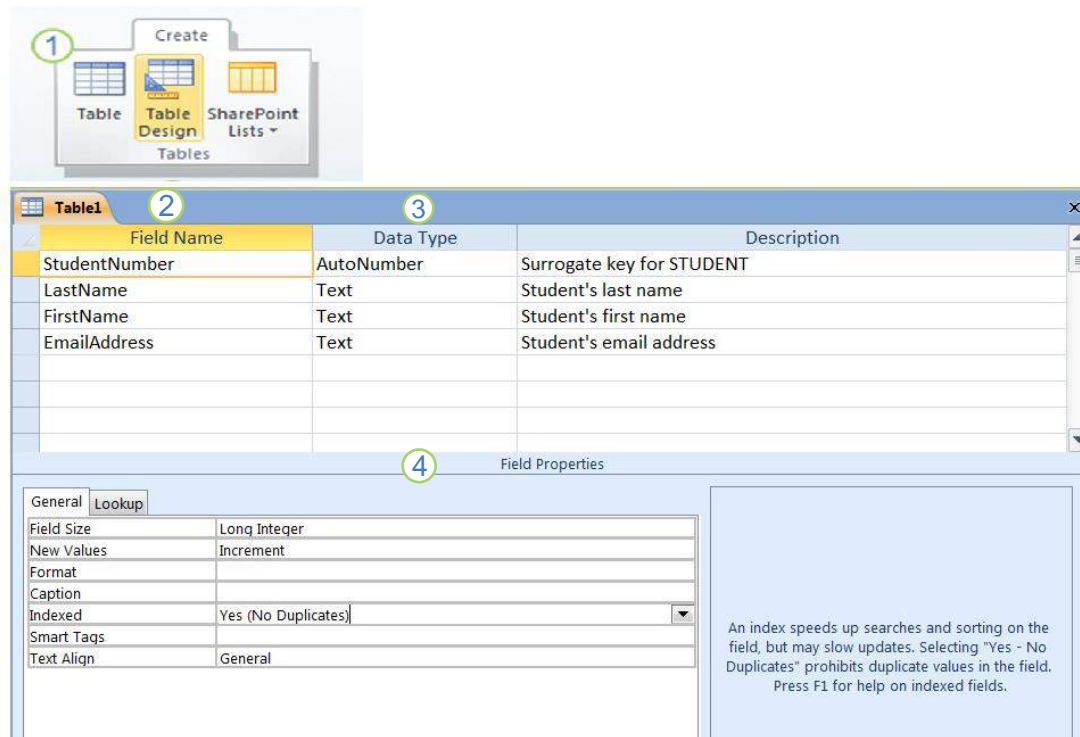 Create
1
Table Table Design SharePoint Lists
Tables
Table1 2 3
Field Name Data Type Description
StudentNumber AutoNumber Surrogate key for STUDENT
LastName Text Student's last name
FirstName Text Student's first name
EmailAddress Text Student's email address
4 Field Properties
General Lookup
Field Size Long Integer
New Values Increment
Format
Caption
Indexed Yes (No Duplicates)
Smart Tags
Text Align General
An index speeds up searches and sorting on the
field, but may slow updates. Selecting "Yes - No
Duplicates" prohibits duplicate values in the field.
Press F1 for help on indexed fields.